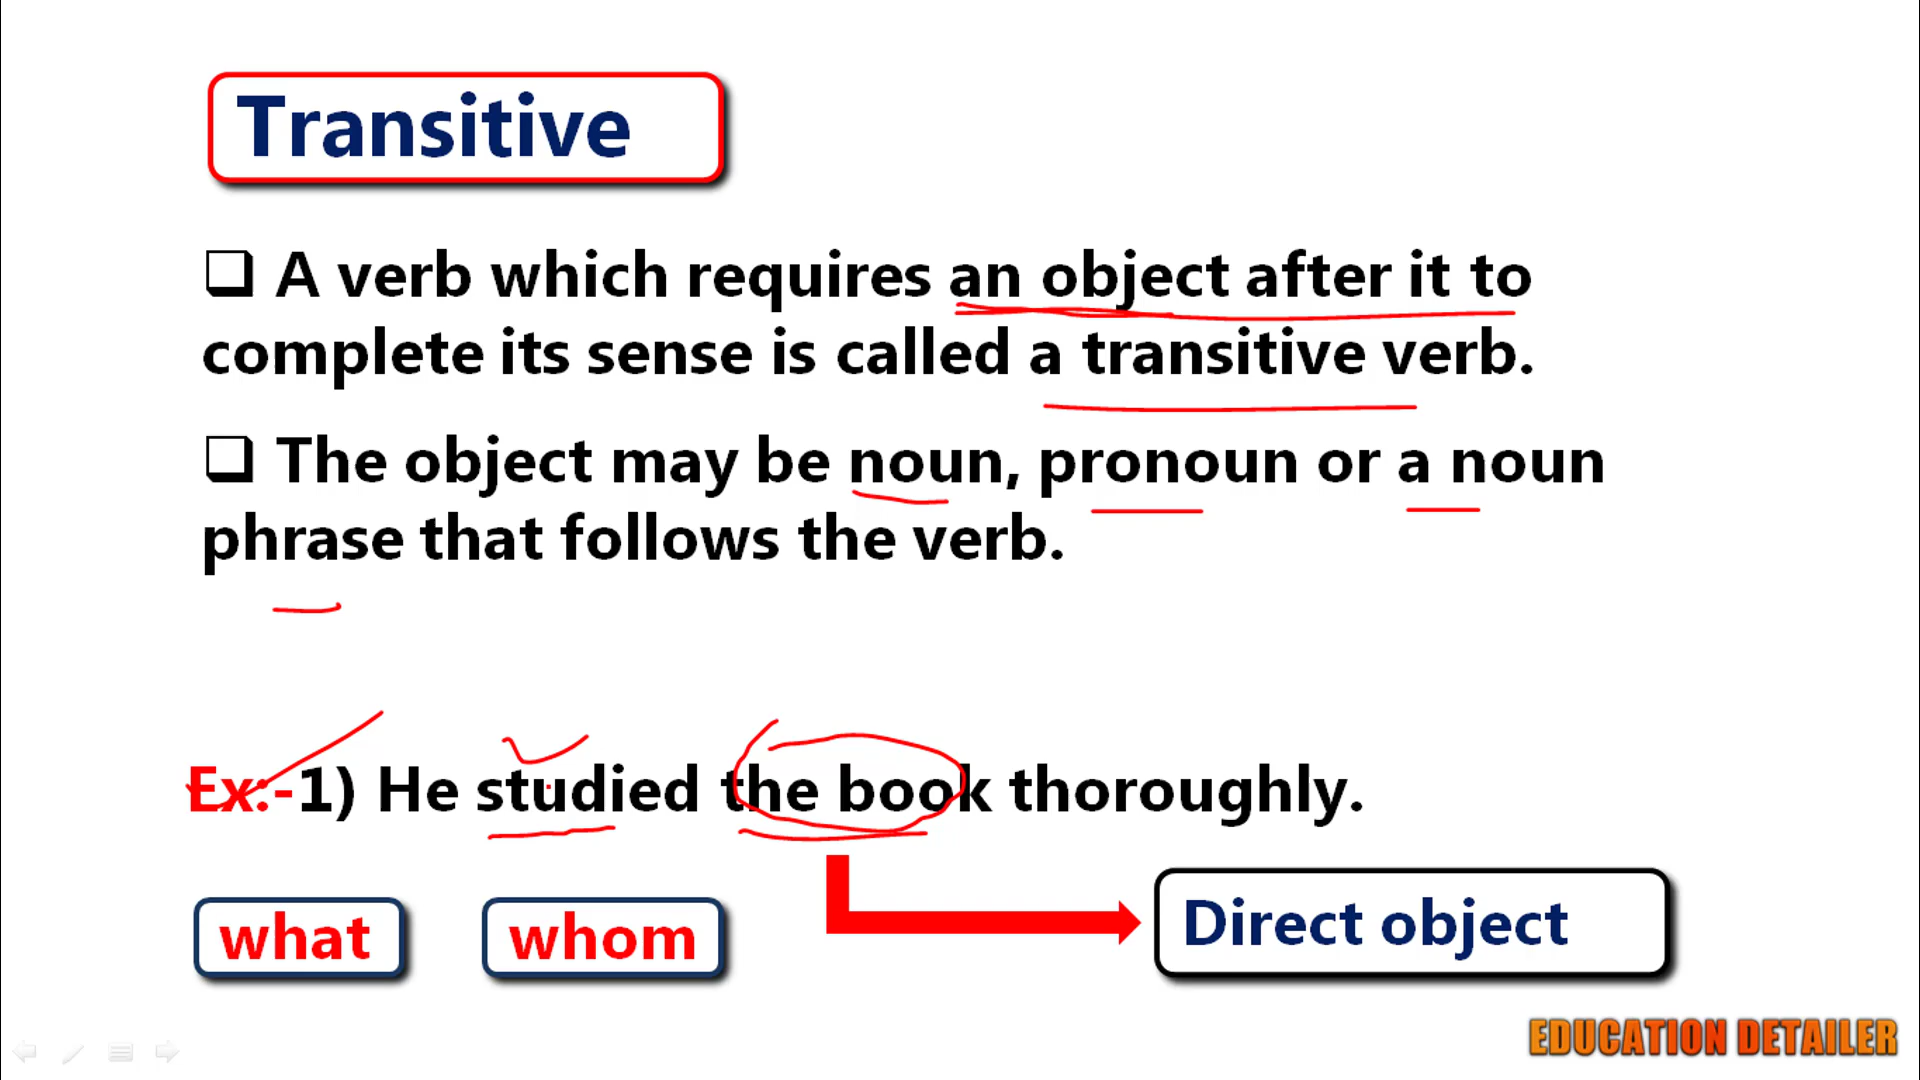 Transitive
❑ A verb which requires an object after it to
complete its sense is called a transitive verb.
❑ The object may be noun, pronoun or a noun
phrase that follows the verb.
Ex:-1) He studied the book thoroughly.
what whom Direct object
EDUCATION DETAILER